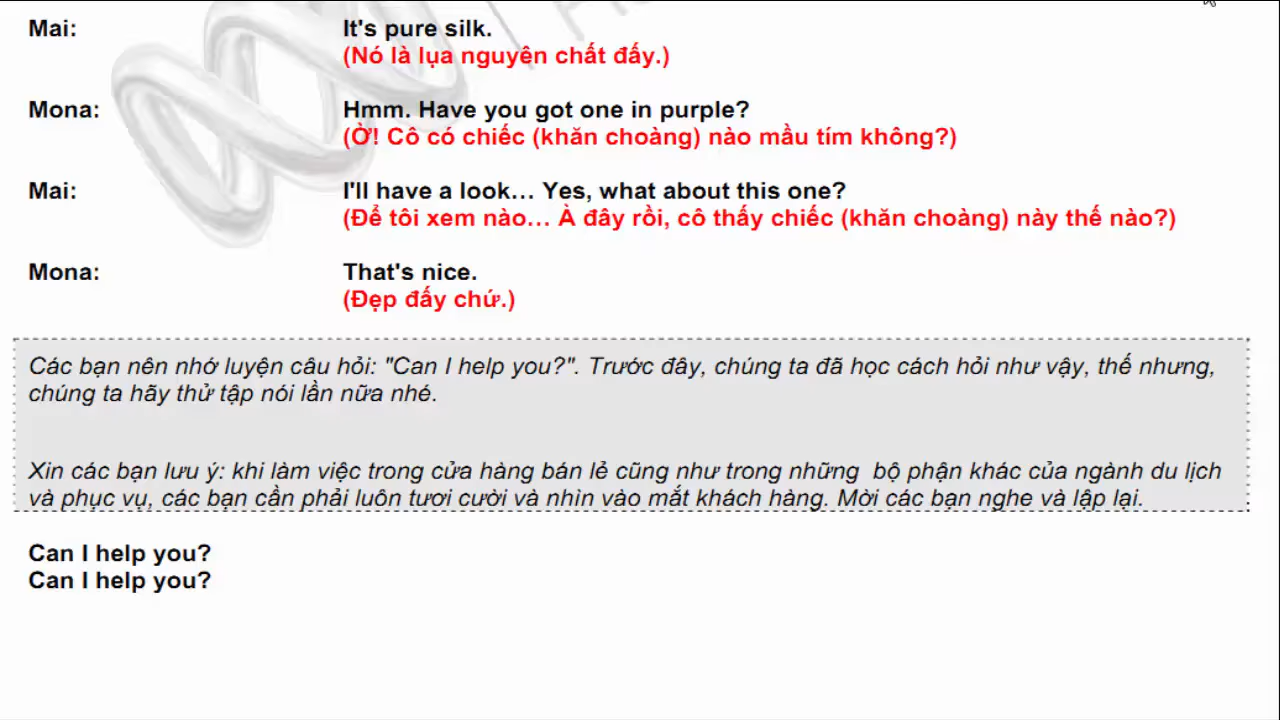 Mai: It's pure silk.
(Nó là lụa nguyên chất đấy.)
Mona: Hmm. Have you got one in purple?
(Ờ! Cô có chiếc (khăn choàng) nào mầu tím không?)
Mai: I'll have a look... Yes, what about this one?
(Để tôi xem nào... À đây rồi, cô thấy chiếc (khăn choàng) này thế nào?)
Mona: That's nice.
(Đẹp đấy chứ.)
Các bạn nên nhớ luyện câu hỏi: "Can I help you?". Trước đây, chúng ta đã học cách hỏi như vậy, thế nhưng,
chúng ta hãy thử tập nói lần nữa nhé.
Xin các bạn lưu ý: khi làm việc trong cửa hàng bán lẻ cũng như trong những bộ phận khác của ngành du lịch
và phục vụ, các bạn cần phải luôn tươi cười và nhìn vào mắt khách hàng. Mời các bạn nghe và lập lại.
Can I help you?
Can I help you?